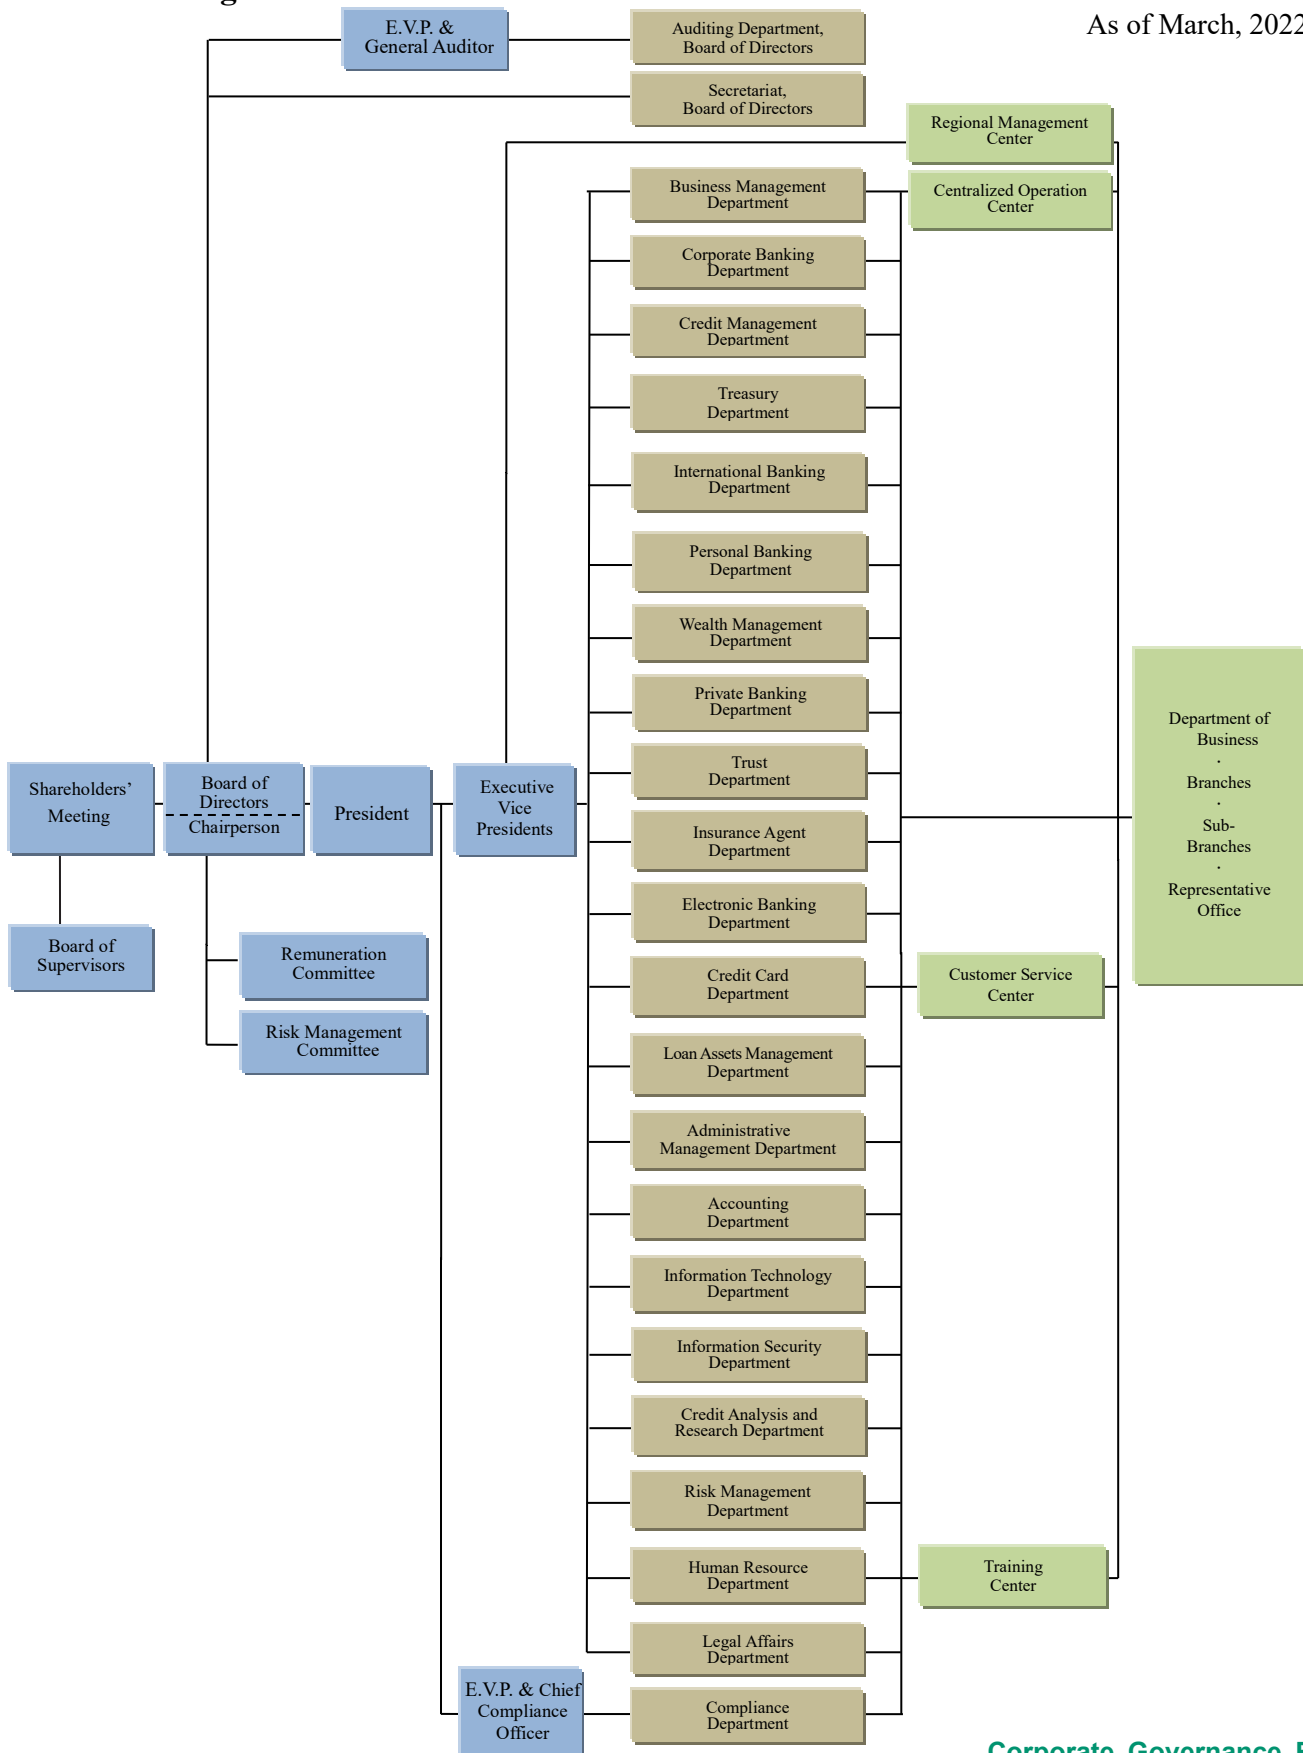 As of March, 2022
E.V.P. &
General Auditor
Auditing Department,
Board of Directors
Secretariat,
Board of Directors
Regional Management
Center
Business Management
Department
Centralized Operation
Center
Corporate Banking
Department
Credit Management
Department
Treasury
Department
International Banking
Department
Personal Banking
Department
Wealth Management
Department
Private Banking
Department
Trust
Department
Insurance Agent
Department
Electronic Banking
Department
Credit Card
Department
Loan Assets Management
Department
Administrative
Management Department
Accounting
Department
Information Technology
Department
Information Security
Department
Credit Analysis and
Research Department
Risk Management
Department
Human Resource
Department
Legal Affairs
Department
Compliance
Department
Shareholders’
Meeting
Board of
Directors
Chairperson
President
Executive
Vice
Presidents
Board of
Supervisors
Remuneration
Committee
Risk Management
Committee
E.V.P. & Chief
Compliance
Officer
Customer Service
Center
Training
Center
Department of
Business
·
Branches
·
Sub-
Branches
·
Representative
Office
Corporate Governance